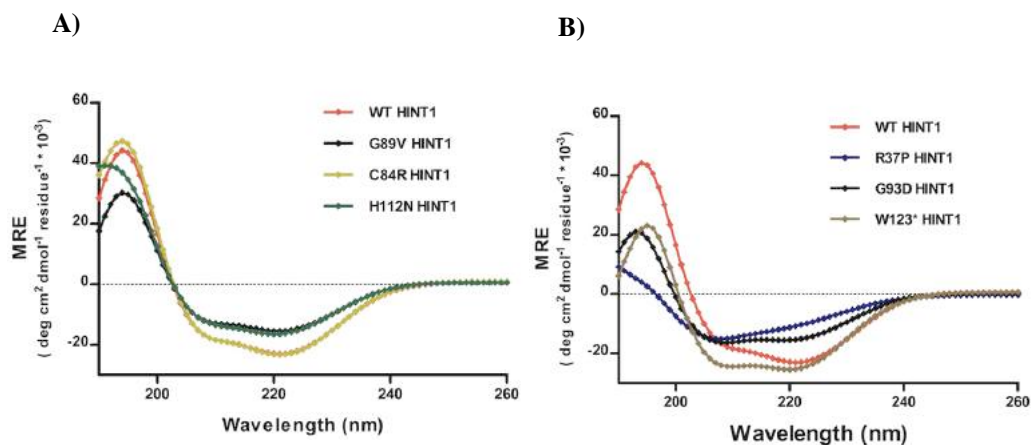 A)
60
40
20
0
-20
MRE
( deg cm² dmol⁻¹ residue⁻¹ * 10⁻³)
WT HINT1
G89V HINT1
C84R HINT1
H112N HINT1
200
220
240
260
Wavelength (nm)
B)
60
40
20
0
-20
MRE
( deg cm² dmol⁻¹ residue⁻¹ * 10⁻³)
WT HINT1
R37P HINT1
G93D HINT1
W123* HINT1
200
220
240
260
Wavelength (nm)